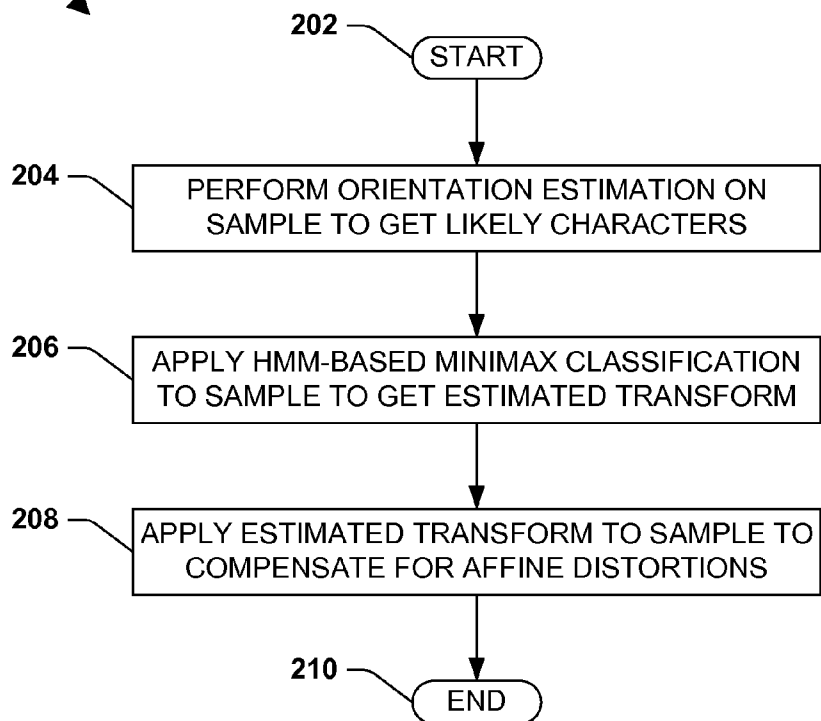 202
START
204
PERFORM ORIENTATION ESTIMATION ON
SAMPLE TO GET LIKELY CHARACTERS
206
APPLY HMM-BASED MINIMAX CLASSIFICATION
TO SAMPLE TO GET ESTIMATED TRANSFORM
208
APPLY ESTIMATED TRANSFORM TO SAMPLE TO
COMPENSATE FOR AFFINE DISTORTIONS
210
END